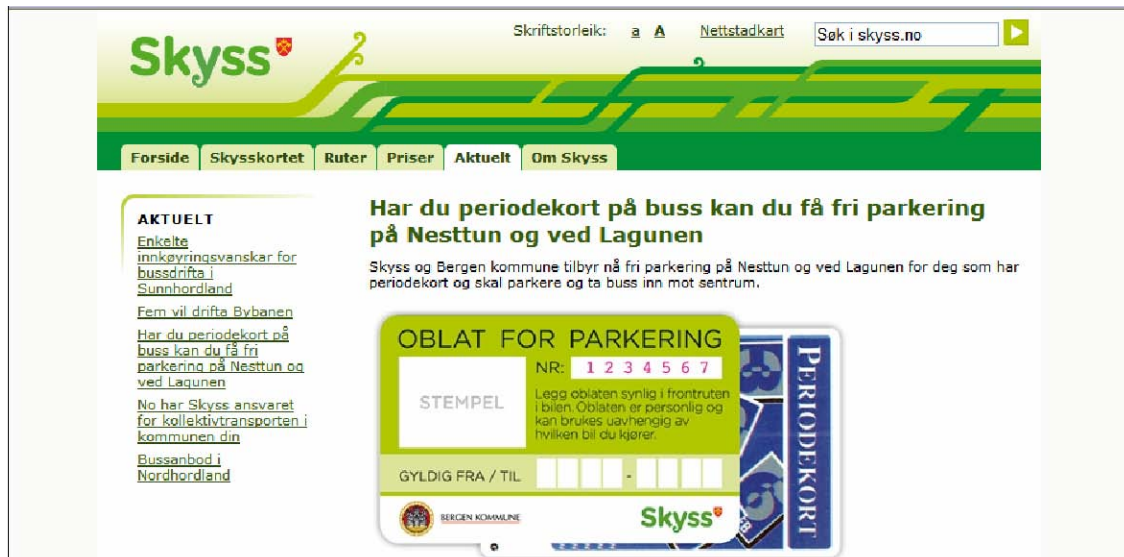 Skriftstorleik: a A Nettstadkart Søk i skyss.no
Skyss
Forside Skysskortet Ruter Priser Aktuelt Om Skyss
AKTUELT
Enkelte
innkøyringsvanskar for
bussdrifta i
Sunnhordland
Fem vil drifta Bybanen
Har du periodekort på
buss kan du få fri
parkering på Nesttun og
ved Lagunen
No har Skyss ansvaret
for kollektivtransporten i
kommunen din
Bussanbod i
Nordhordland
Har du periodekort på buss kan du få fri parkering
på Nesttun og ved Lagunen
Skyss og Bergen kommune tilbyr nå fri parkering på Nesttun og ved Lagunen for deg som har
periodekort og skal parkere og ta buss inn mot sentrum.
OBLAT FOR PARKERING
NR: 1 2 3 4 5 6 7
STEMPEL
Legg oblaten synlig i frontruten
i bilen. Oblaten er personlig og
kan brukes uavhengig av
hvilken bil du kjører.
GYLDIG FRA / TIL -
BERGEN KOMMUNE
Skyss
PERIODEKORT